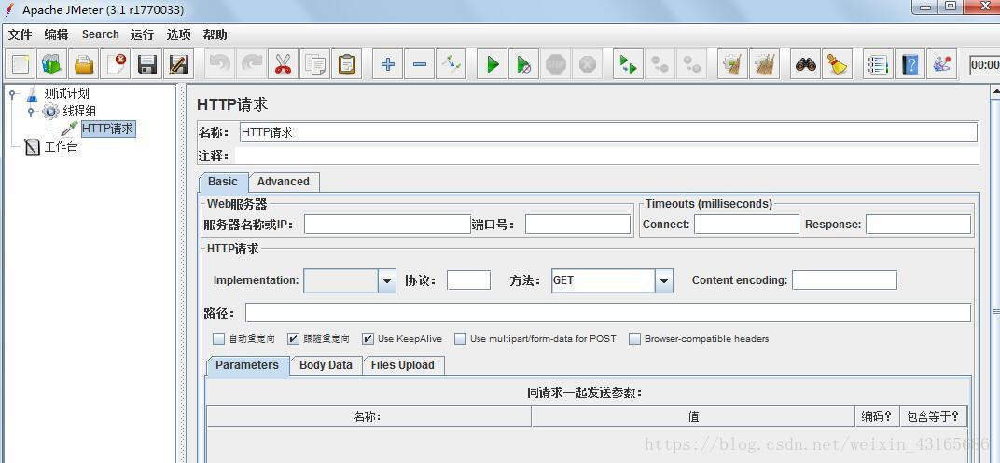 Apache JMeter (3.1 r1770033)
文件 编辑 Search 运行 选项 帮助
00:00
测试计划
线程组
HTTP请求
工作台
HTTP请求
名称： HTTP请求
注释：
Basic Advanced
Web服务器
服务器名称或IP： 端口号：
Timeouts (milliseconds)
Connect: Response:
HTTP请求
Implementation: 协议： 方法： GET Content encoding:
路径：
自动重定向 跟随重定向 Use KeepAlive Use multipart/form-data for POST Browser-compatible headers
Parameters Body Data Files Upload
同请求一起发送参数：
名称： 值 编码？ 包含等于？
https://blog.csdn.net/weixin_43165686